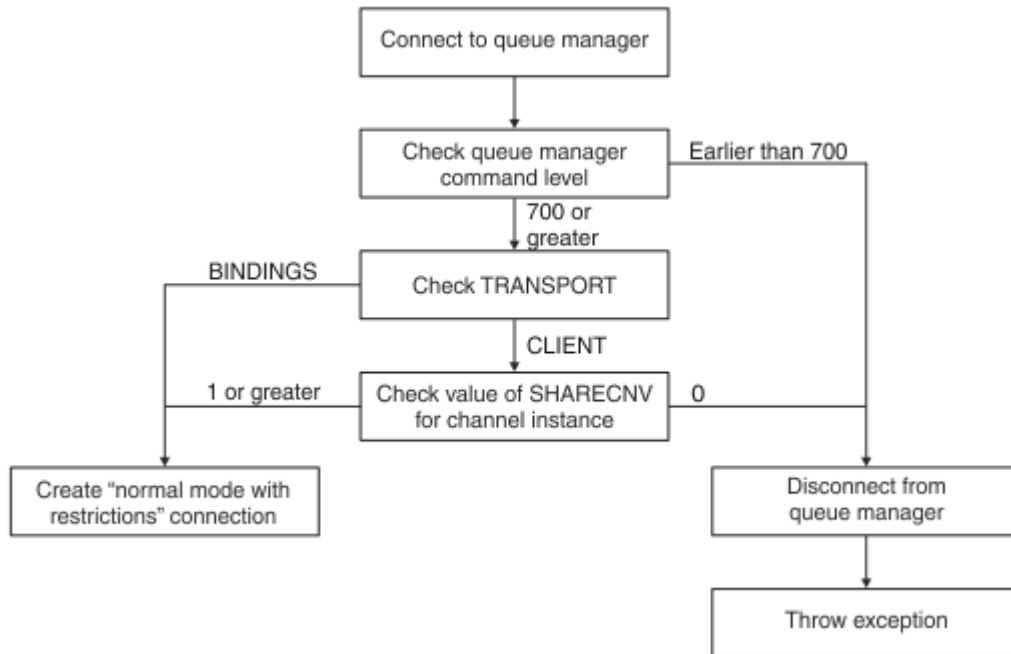 Connect to queue manager
Check queue manager
command level
Earlier than 700
700 or
greater
BINDINGS
Check TRANSPORT
CLIENT
1 or greater
Check value of SHARECNV
for channel instance
0
Create “normal mode with
restrictions” connection
Disconnect from
queue manager
Throw exception